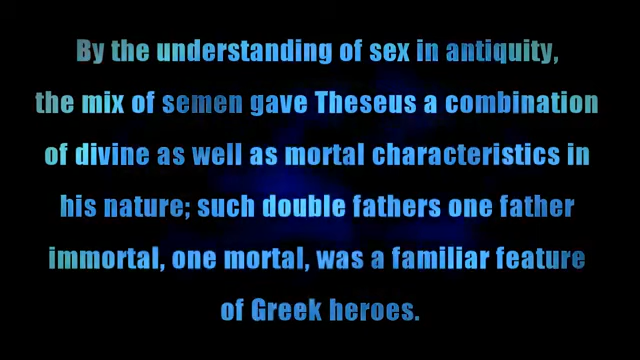 By the understanding of sex in antiquity,
the mix of semen gave Theseus a combination
of divine as well as mortal characteristics in
his nature; such double fathers one father
immortal, one mortal, was a familiar feature
of Greek heroes.